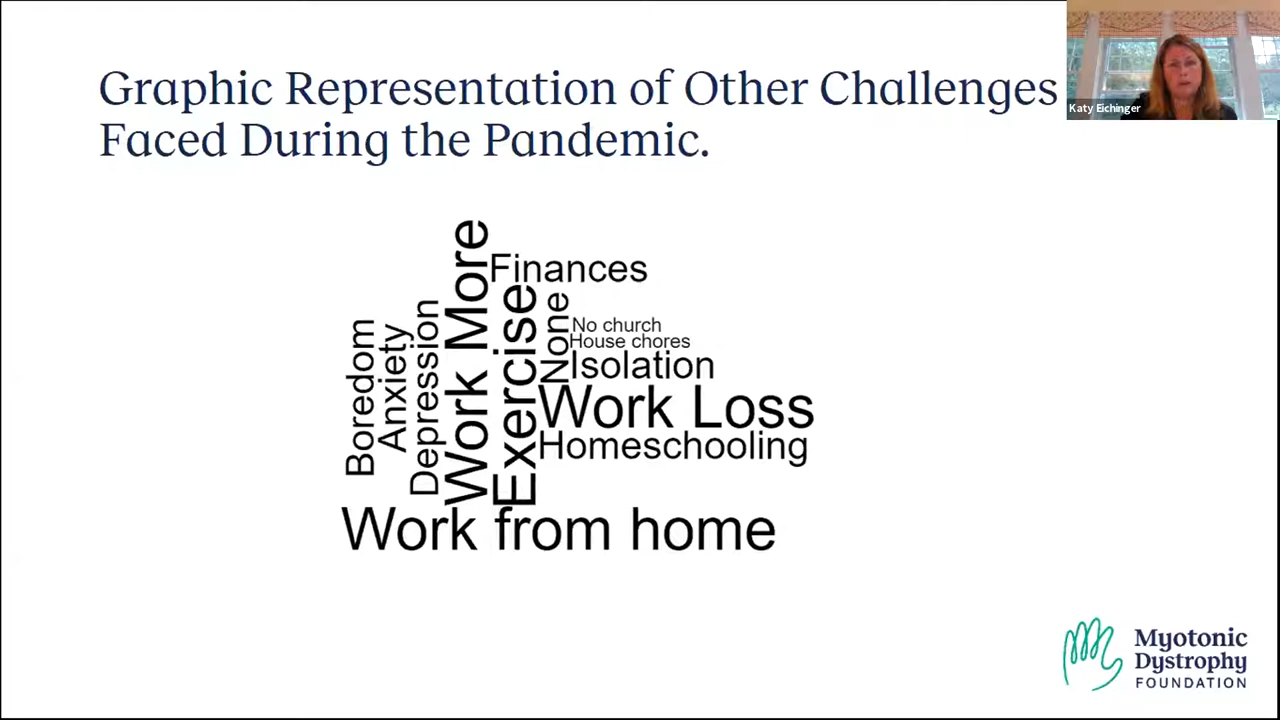 Graphic Representation of Other Challenges
Faced During the Pandemic.
Katy Eichinger
Boredom
Anxiety
Depression
Work More
Exercise
Finances
None
No church
House chores
Isolation
Work Loss
Homeschooling
Work from home
Myotonic
Dystrophy
FOUNDATION